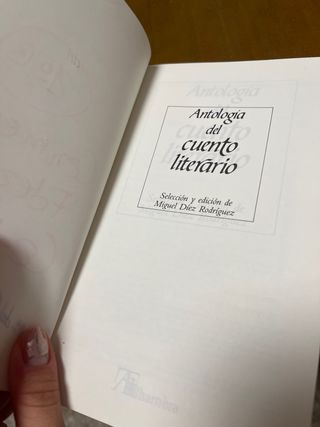 Antología
del
cuento
literario
Selección y edición de
Miguel Díez Rodríguez